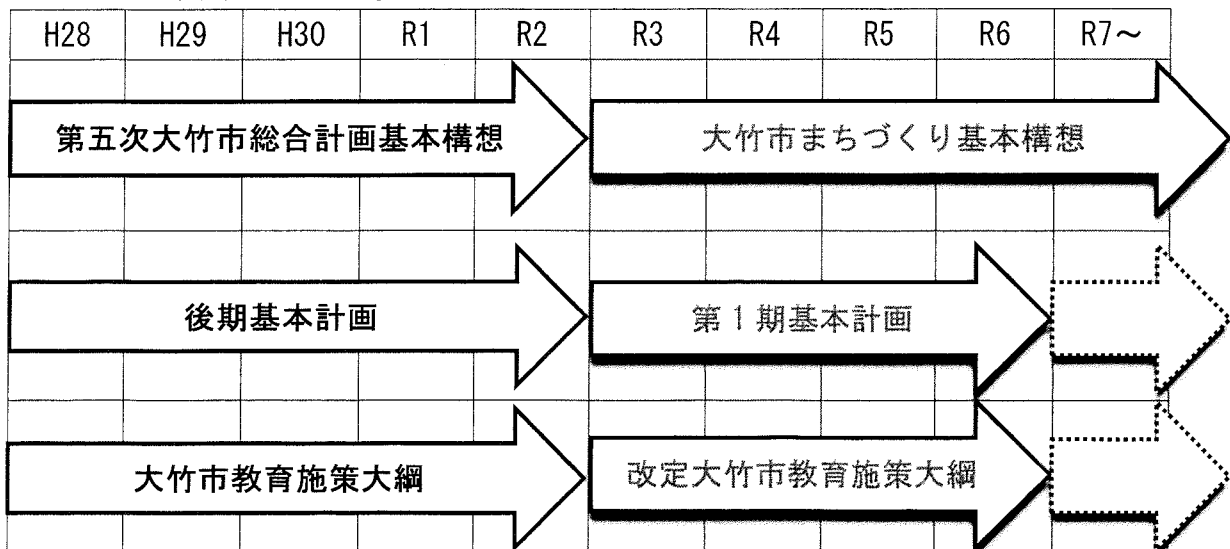 H28 H29 H30 R1 R2 R3 R4 R5 R6 R7～
第五次大竹市総合計画基本構想 大竹市まちづくり基本構想
後期基本計画 第1期基本計画
大竹市教育施策大綱 改定大竹市教育施策大綱